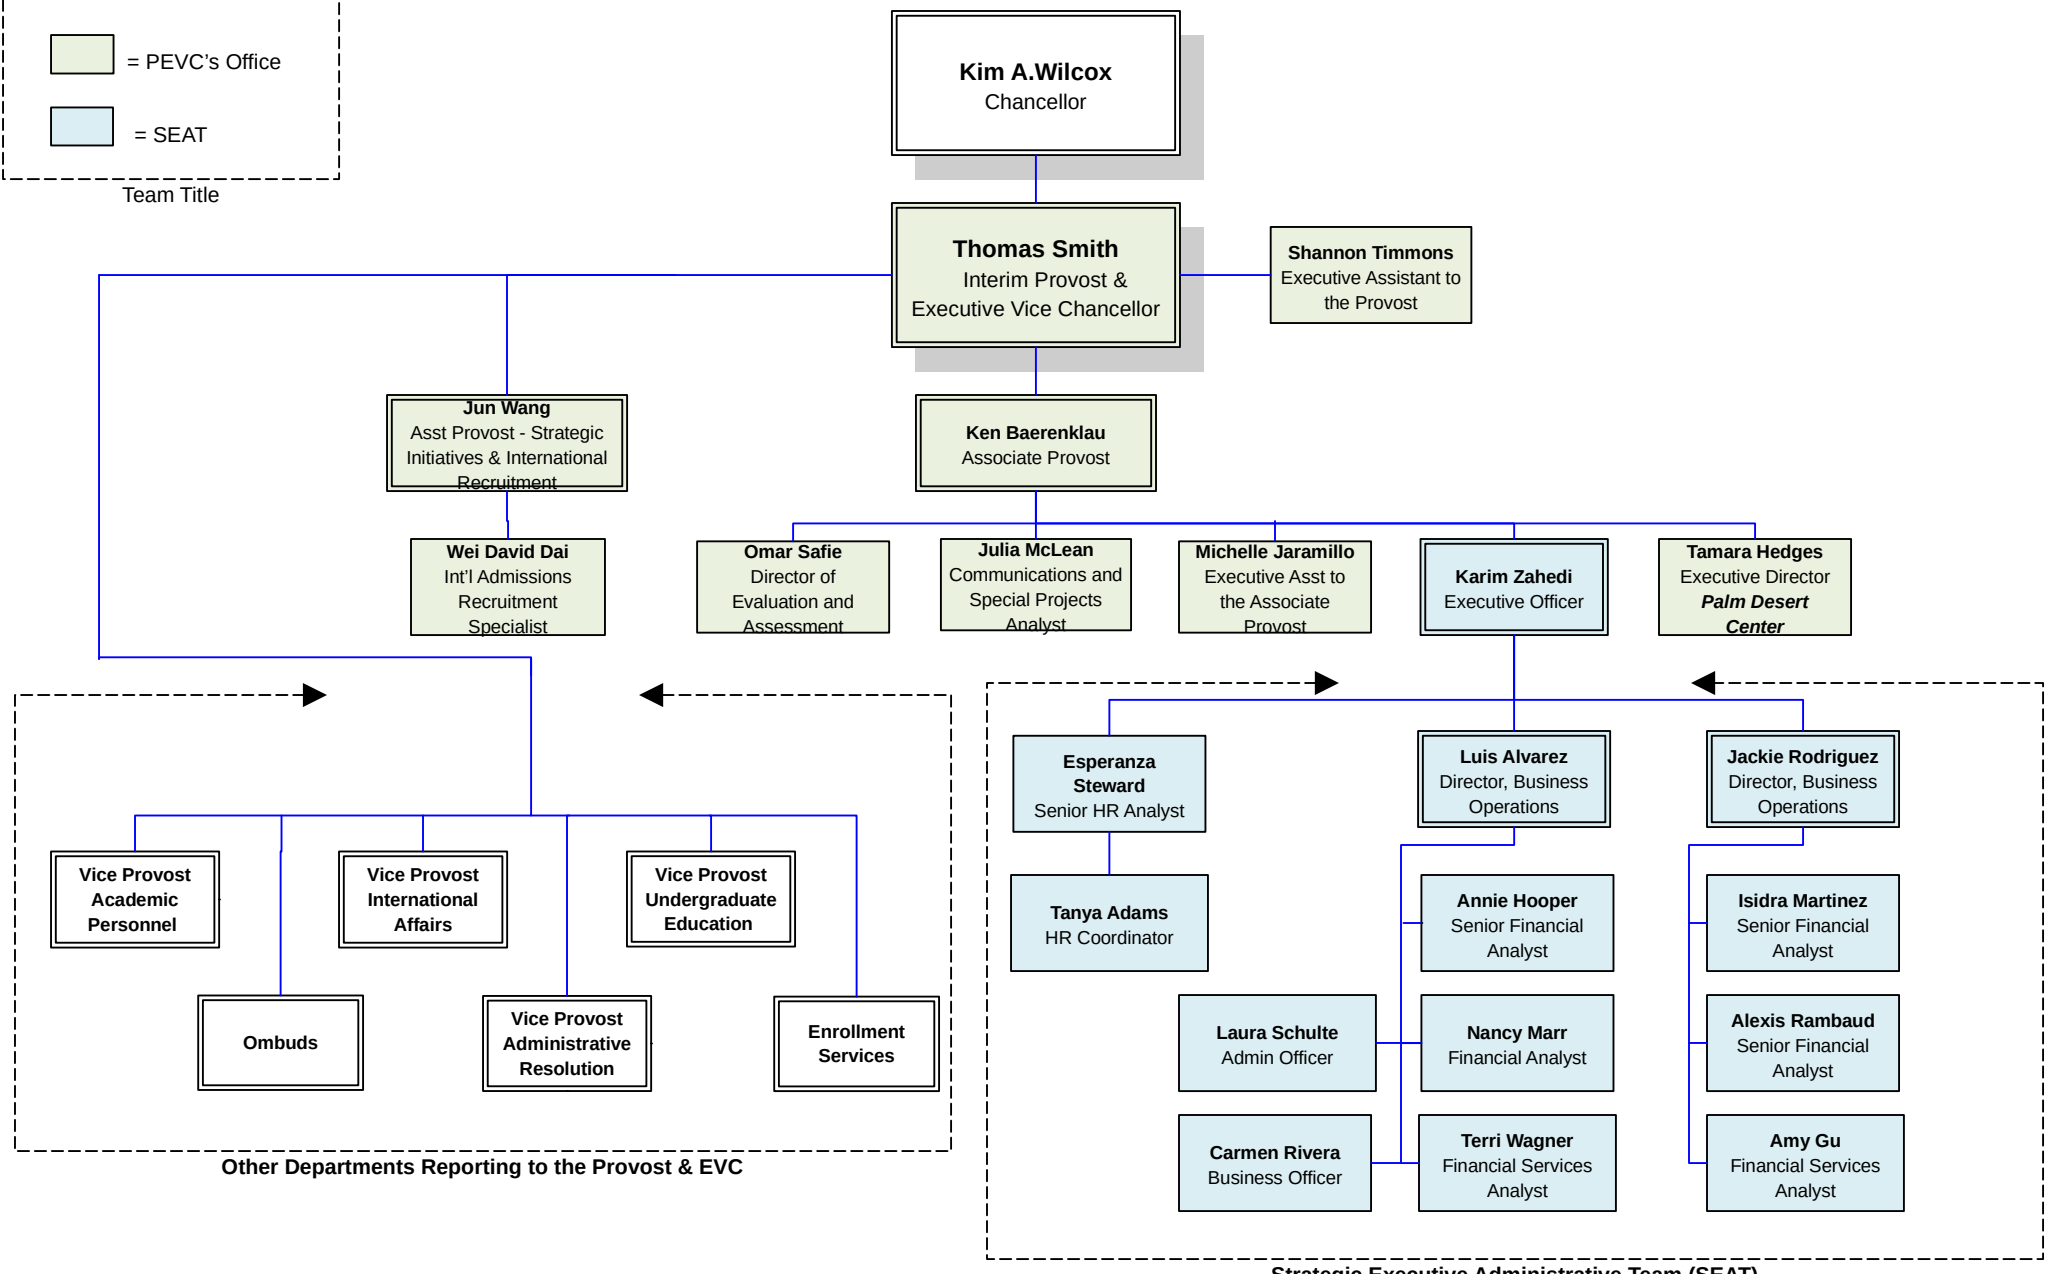 = PEVC’s Office
= SEAT
Team Title
Kim A.Wilcox
Chancellor
Thomas Smith
Interim Provost &
Executive Vice Chancellor
Shannon Timmons
Executive Assistant to
the Provost
Jun Wang
Asst Provost - Strategic
Initiatives & International
Recruitment
Ken Baerenklau
Associate Provost
Wei David Dai
Int’l Admissions
Recruitment
Specialist
Omar Safie
Director of
Evaluation and
Assessment
Julia McLean
Communications and
Special Projects
Analyst
Michelle Jaramillo
Executive Asst to
the Associate
Provost
Karim Zahedi
Executive Officer
Tamara Hedges
Executive Director
Palm Desert
Center
Vice Provost
Academic
Personnel
Vice Provost
International
Affairs
Vice Provost
Undergraduate
Education
Ombuds
Vice Provost
Administrative
Resolution
Enrollment
Services
Other Departments Reporting to the Provost & EVC
Esperanza
Steward
Senior HR Analyst
Luis Alvarez
Director, Business
Operations
Jackie Rodriguez
Director, Business
Operations
Tanya Adams
HR Coordinator
Annie Hooper
Senior Financial
Analyst
Isidra Martinez
Senior Financial
Analyst
Laura Schulte
Admin Officer
Nancy Marr
Financial Analyst
Alexis Rambaud
Senior Financial
Analyst
Carmen Rivera
Business Officer
Terri Wagner
Financial Services
Analyst
Amy Gu
Financial Services
Analyst
Strategic Executive Administrative Team (SEAT)